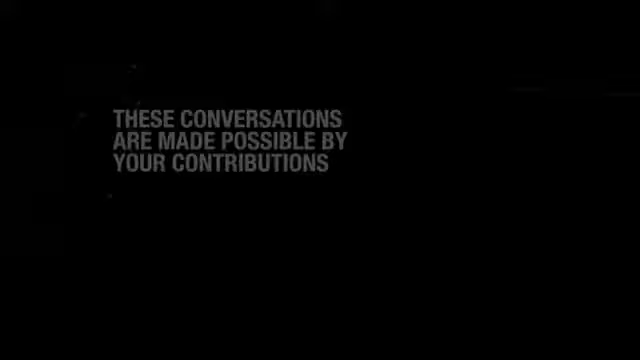 THESE CONVERSATIONS
ARE MADE POSSIBLE BY
YOUR CONTRIBUTIONS